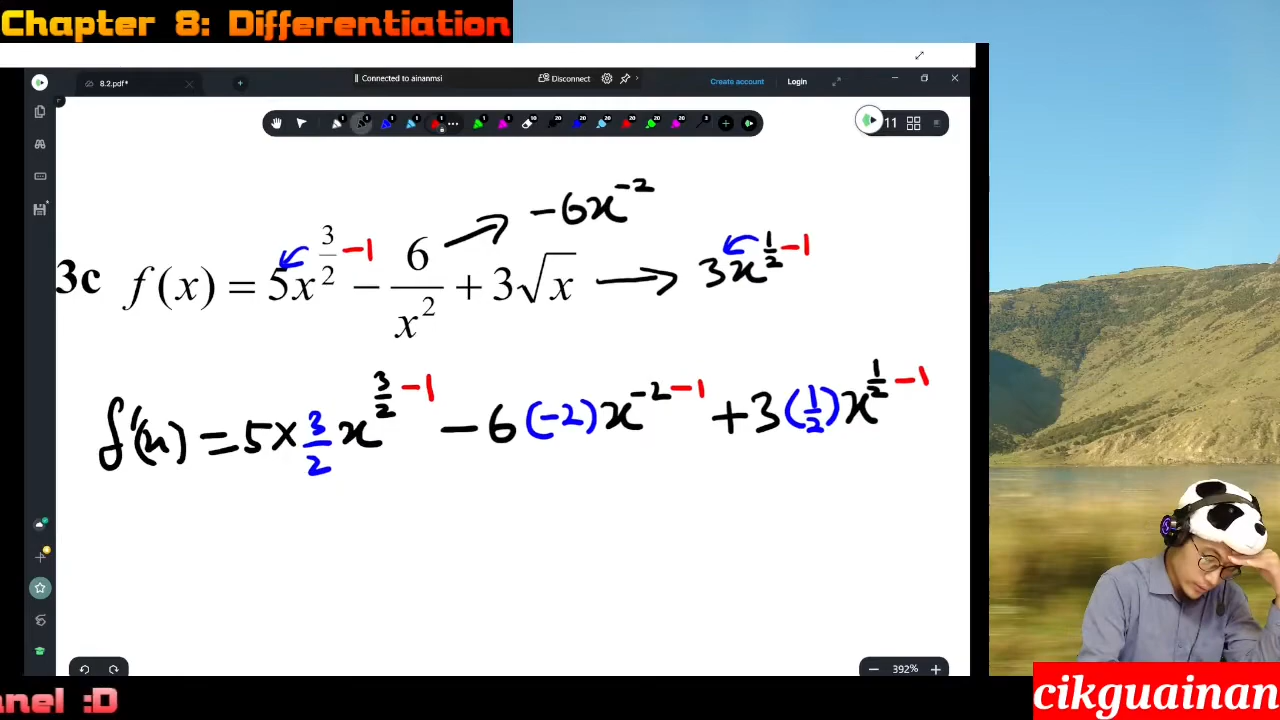 Chapter 8: Differentiation
8.2.pdf*
Connected to ainanmsi
Disconnect
Create account
Login
11
-6x^{-2}
3c f(x) = 5x^{3/2 -1} - 6/x^2 + 3√x → 3x^{1/2 -1}
f'(x) = 5 × 3/2 x^{3/2 -1} - 6(-2)x^{-2-1} + 3(1/2)x^{1/2 -1}
392%
anel :D
cikguainan